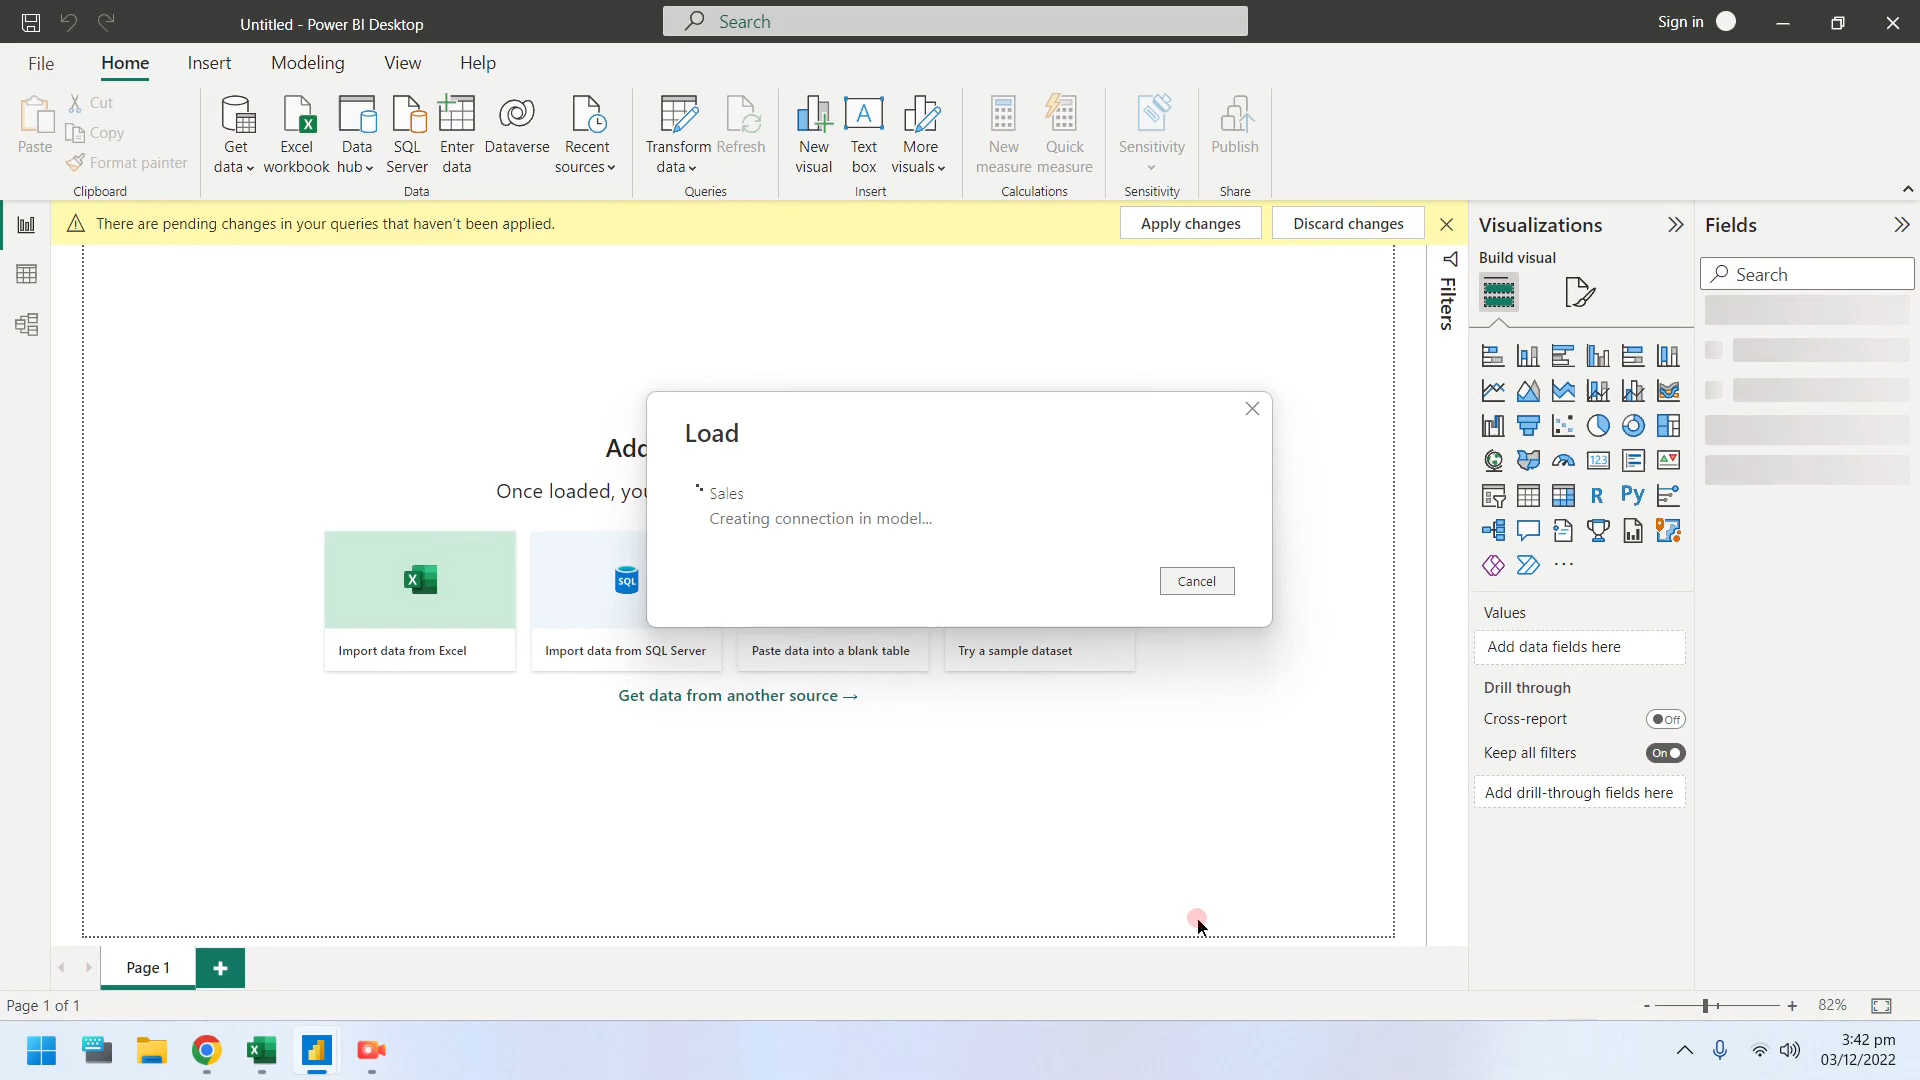 Untitled - Power BI Desktop
Search
Sign in
File
Home
Insert
Modeling
View
Help
Paste
Cut
Copy
Format painter
Clipboard
Get
data
Excel
workbook
Data
hub
SQL
Server
Enter
data
Dataverse
Recent
sources
Data
Transform
data
Refresh
Queries
New
visual
A
Text
box
More
visuals
Insert
New
measure
Quick
measure
Calculations
Sensitivity
Sensitivity
Publish
Share
There are pending changes in your queries that haven't been applied.
Apply changes
Discard changes
Filters
Visualizations
Build visual
123
R
Py
Values
Add data fields here
Drill through
Cross-report
Off
Keep all filters
On
Add drill-through fields here
Fields
Search
Add
Once loaded, you
Load
Sales
Creating connection in model...
Cancel
X
SQL
Import data from Excel
Import data from SQL Server
Paste data into a blank table
Try a sample dataset
Get data from another source →
Page 1
Page 1 of 1
- + 82%
3:42 pm
03/12/2022